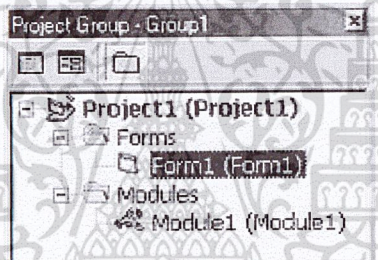 Project Group - Group1
Project1 (Project1)
Forms
Form1 (Form1)
Modules
Module1 (Module1)